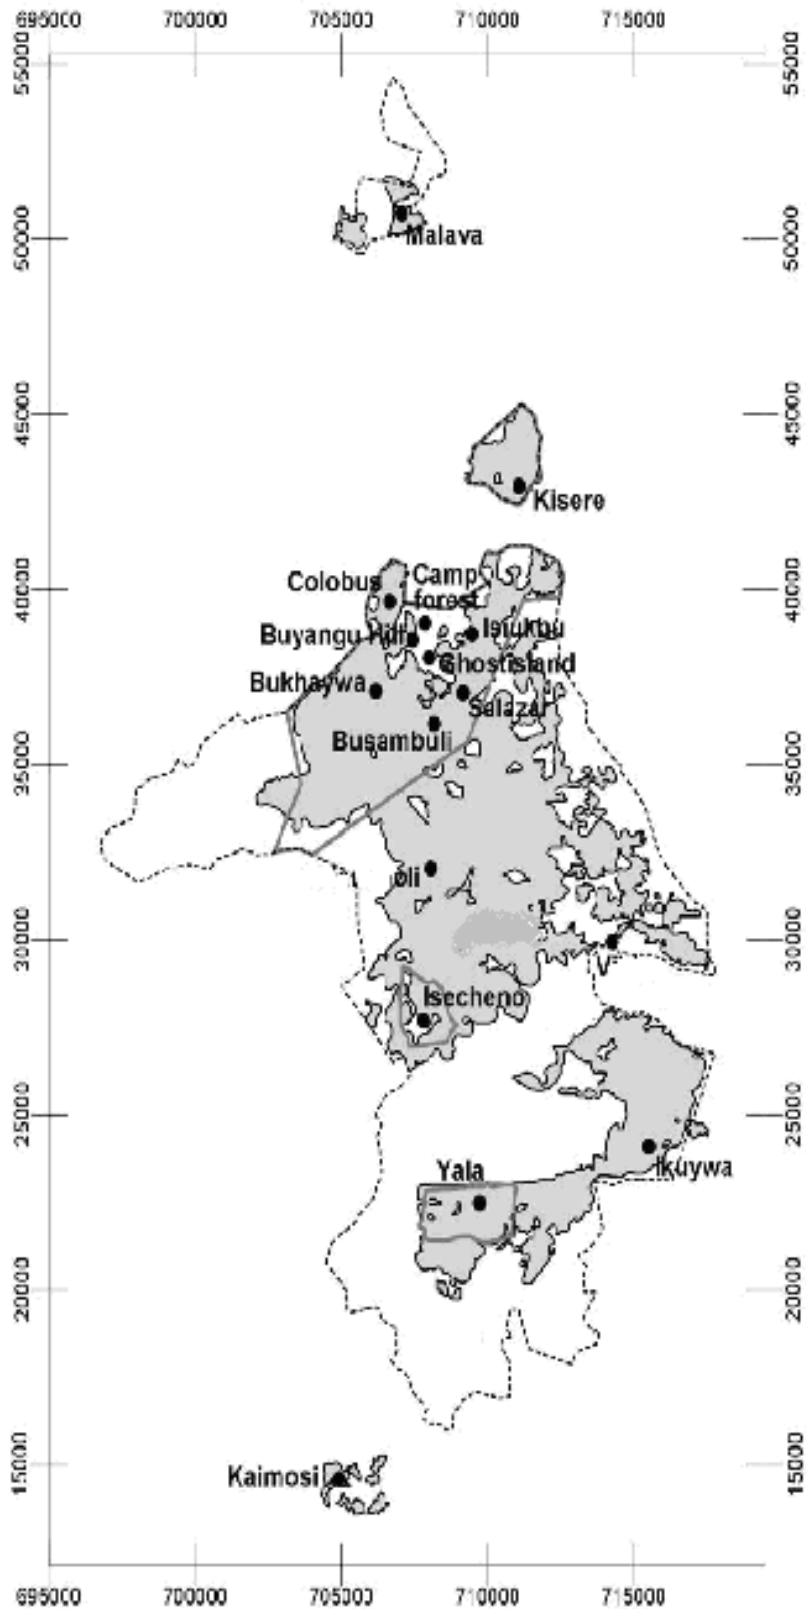 695000 700000 705000 710000 715000
55000 55000
Malava
50000 50000
45000 45000
Kisere
40000 40000
Colobus
Camp
forest
Buyangu Hill
Isiukhu
Ghostisland
Bukhaywa
Salazar
Busambuli
35000 35000
oli
30000 30000
Isecheno
25000 25000
Yala
Ikuywa
20000 20000
15000 15000
Kaimosi
695000 700000 705000 710000 715000